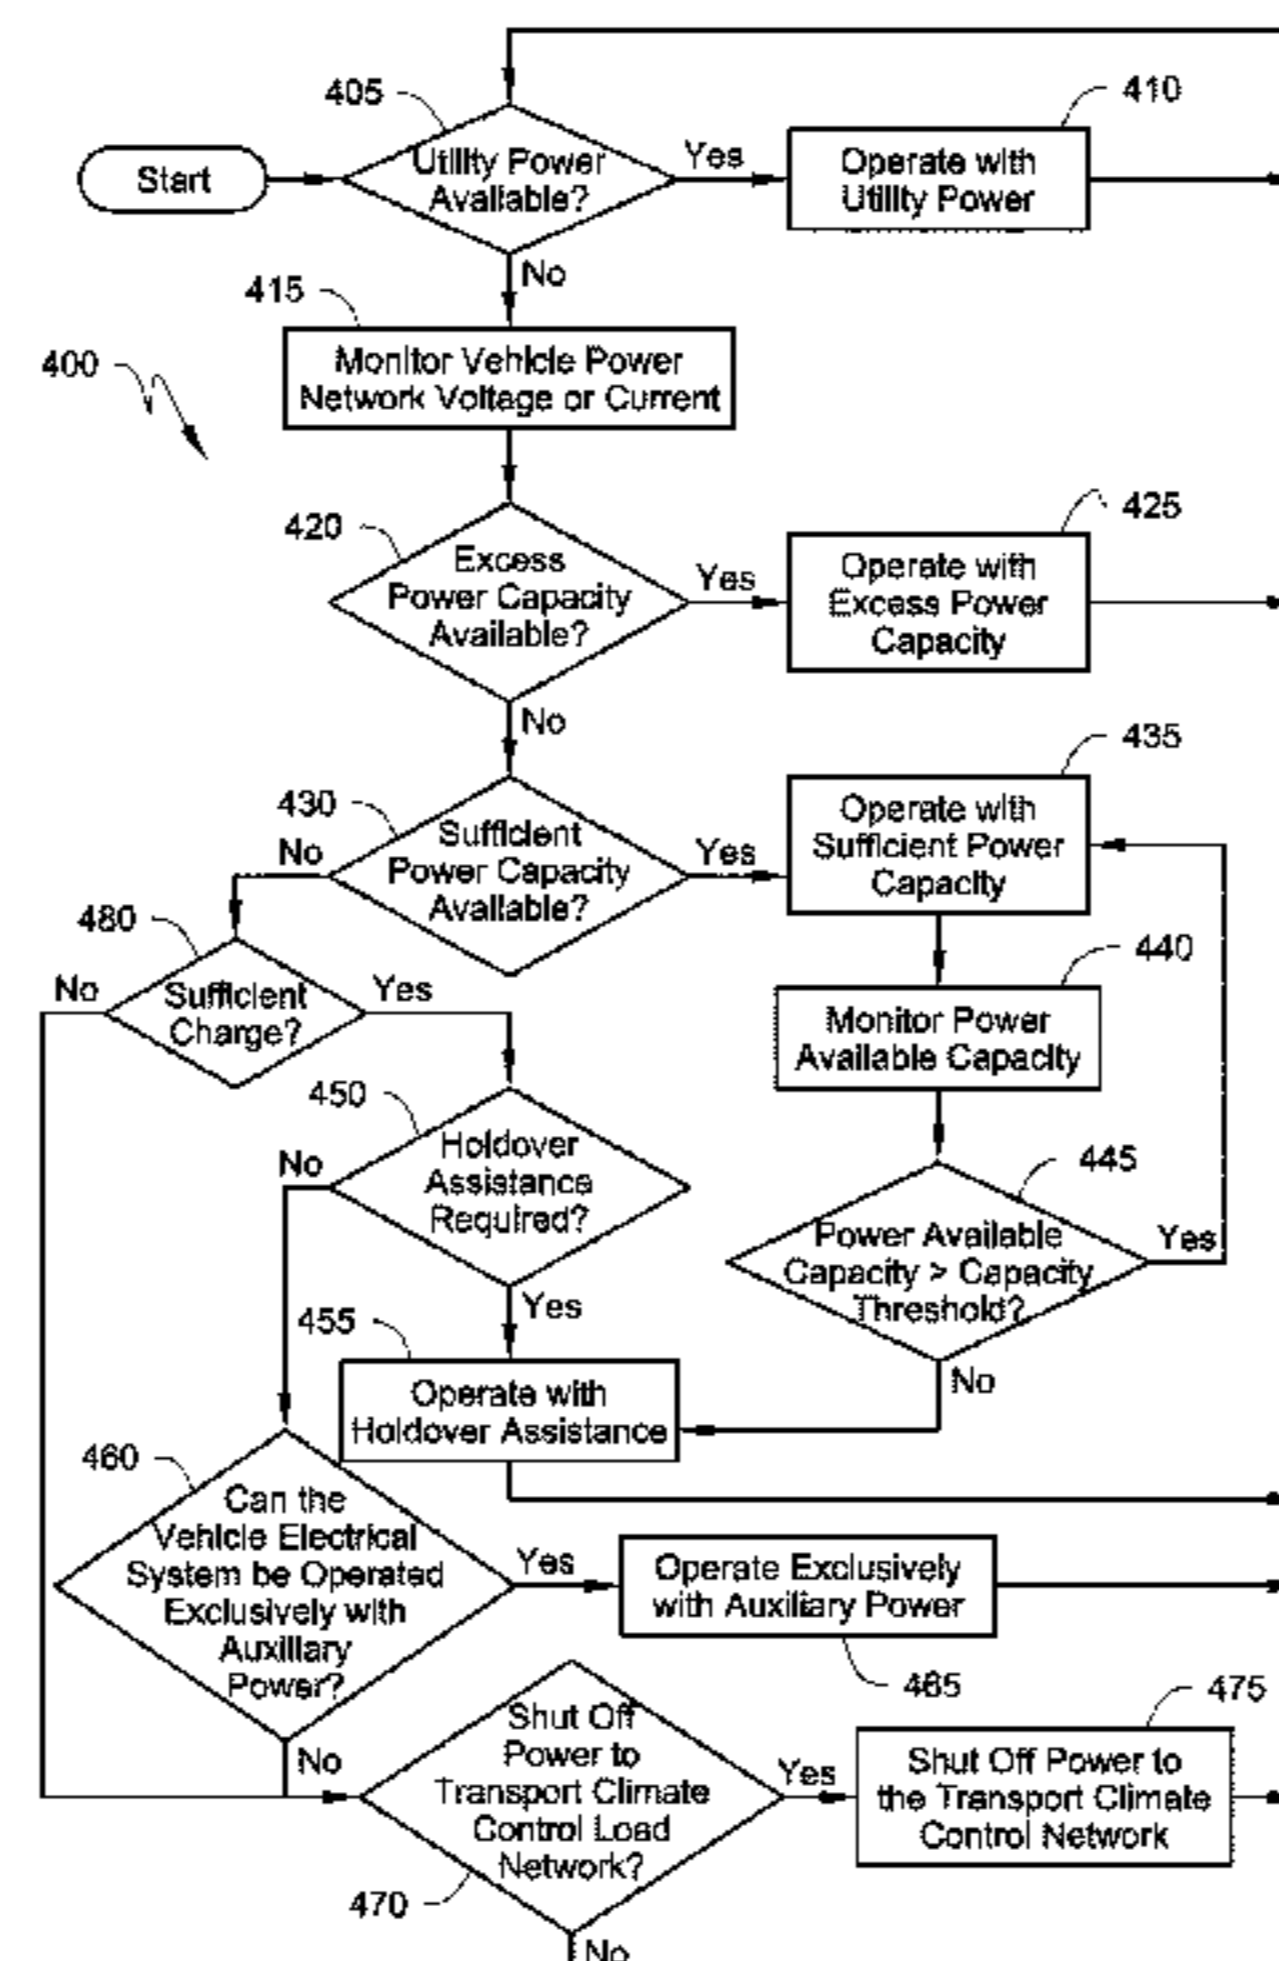 405
410
Start
Utility Power
Available?
Yes
Operate with
Utility Power
No
415
Monitor Vehicle Power
Network Voltage or Current
400
420
425
Excess
Power Capacity
Available?
Yes
Operate with
Excess Power
Capacity
No
430
435
Sufficient
Power Capacity
Available?
No
Yes
Operate with
Sufficient Power
Capacity
480
440
No
Sufficient
Charge?
Yes
Monitor Power
Available Capacity
450
445
No
Holdover
Assistance
Required?
Power Available
Capacity > Capacity
Threshold?
Yes
Yes
455
No
Operate with
Holdover Assistance
460
Can the
Vehicle Electrical
System be Operated
Exclusively with
Auxiliary
Power?
Yes
Operate Exclusively
with Auxiliary Power
465
475
No
Shut Off
Power to
Transport Climate
Control Load
Network?
Yes
Shut Off Power to
the Transport Climate
Control Network
470
No